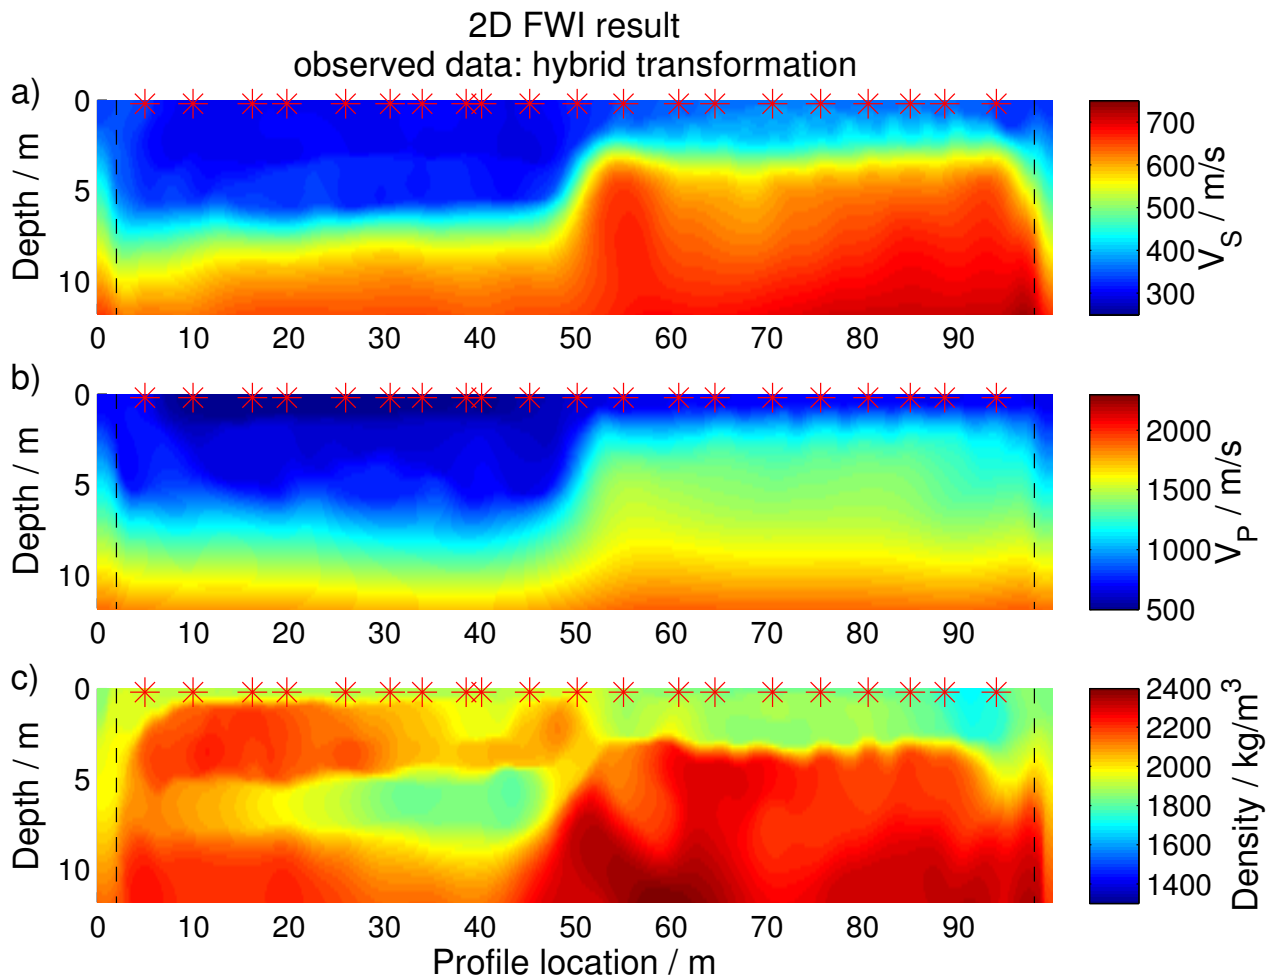 2D FWI result
observed data: hybrid transformation
a)
0
5
10
Depth / m
0 10 20 30 40 50 60 70 80 90
700
600
500
400
300
V_S / m/s
b)
0
5
10
Depth / m
0 10 20 30 40 50 60 70 80 90
2000
1500
1000
500
V_P / m/s
c)
0
5
10
Depth / m
0 10 20 30 40 50 60 70 80 90
Profile location / m
2400
2200
2000
1800
1600
1400
Density / kg/m³